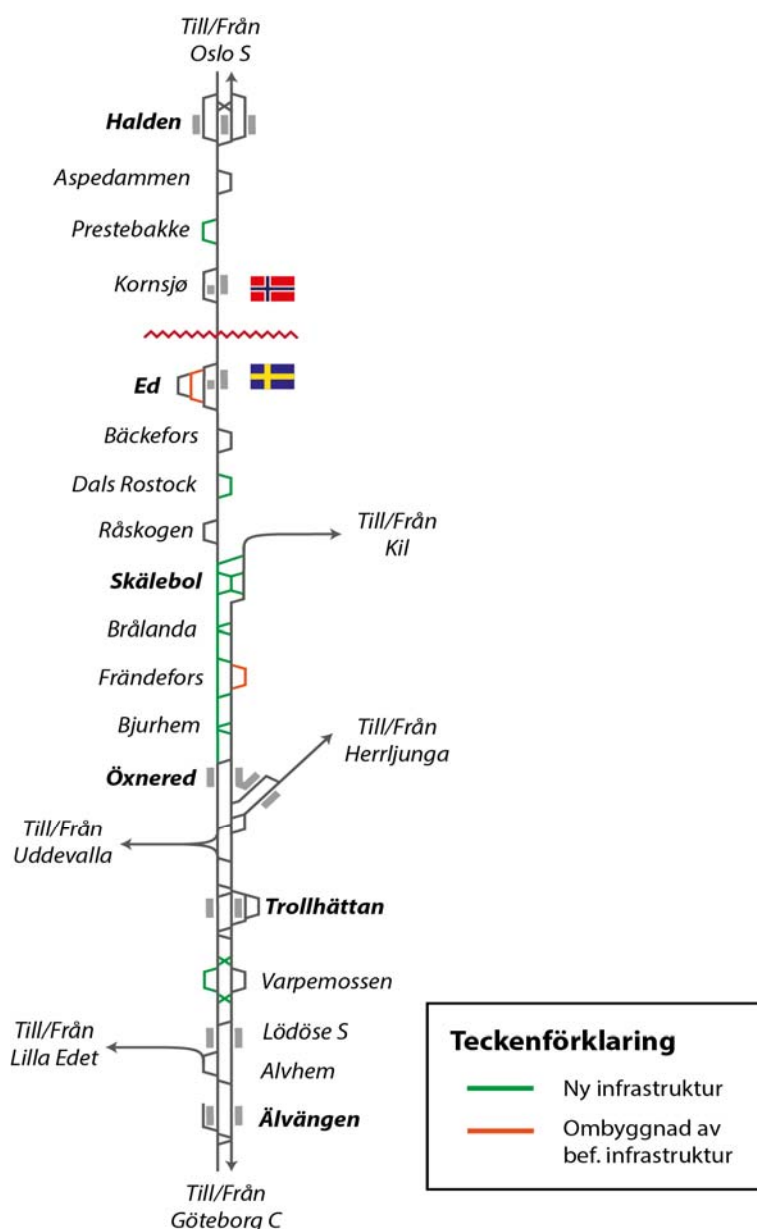 Till/Från
Oslo S
Halden
Aspedammen
Prestebakke
Kornsjø
Ed
Bäckefors
Dals Rostock
Råskogen
Till/Från
Kil
Skälebol
Brålanda
Frändefors
Bjurhem
Till/Från
Herrljunga
Öxnered
Till/Från
Uddevalla
Trollhättan
Varpemossen
Till/Från
Lilla Edet
Lödöse S
Alvhem
Älvängen
Till/Från
Göteborg C
Teckenförklaring
Ny infrastruktur
Ombyggnad av
bef. infrastruktur